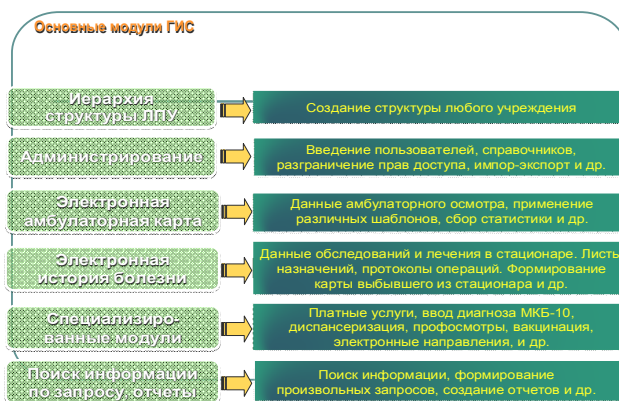 Основные модули ГИС
Иерархия
структуры ЛПУ
Создание структуры любого учреждения
Администрирование
Введение пользователей, справочников,
разграничение прав доступа, импор-экспорт и др.
Электронная
амбулаторная карта
Данные амбулаторного осмотра, применение
различных шаблонов, сбор статистики и др.
Электронная
история болезни
Данные обследований и лечения в стационаре. Листы
назначений, протоколы операций. Формирование
карты выбывшего из стационара и др.
Специализиро-
ванные модули
Платные услуги, ввод диагноза МКБ-10,
диспансеризация, профосмотры, вакцинация,
электронные направления, и др.
Поиск информации
по запросу, отчеты
Поиск информации, формирование
произвольных запросов, создание отчетов и др.